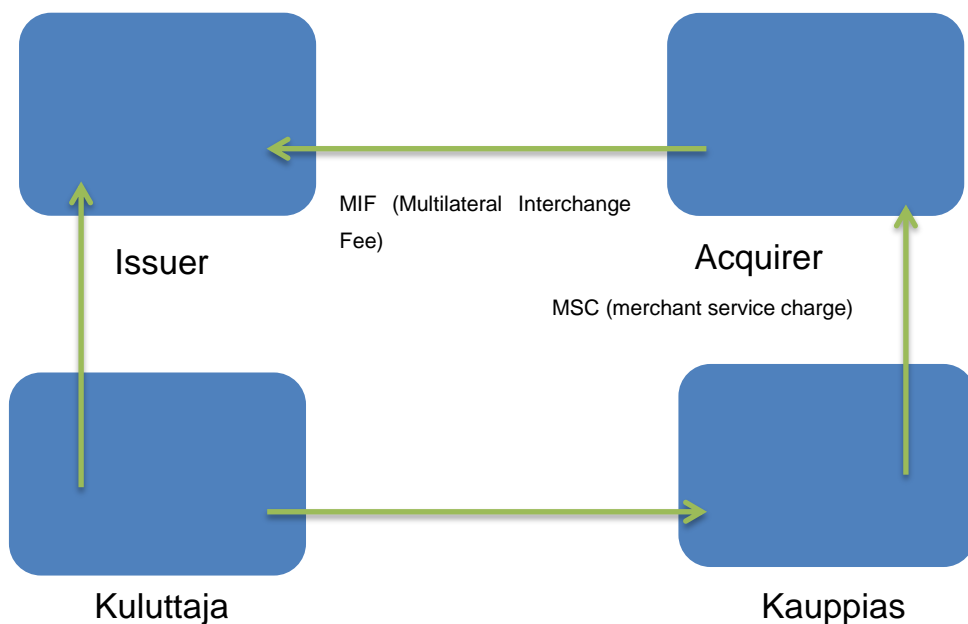 MIF (Multilateral Interchange
Fee)
Issuer
Acquirer
MSC (merchant service charge)
Kuluttaja
Kauppias